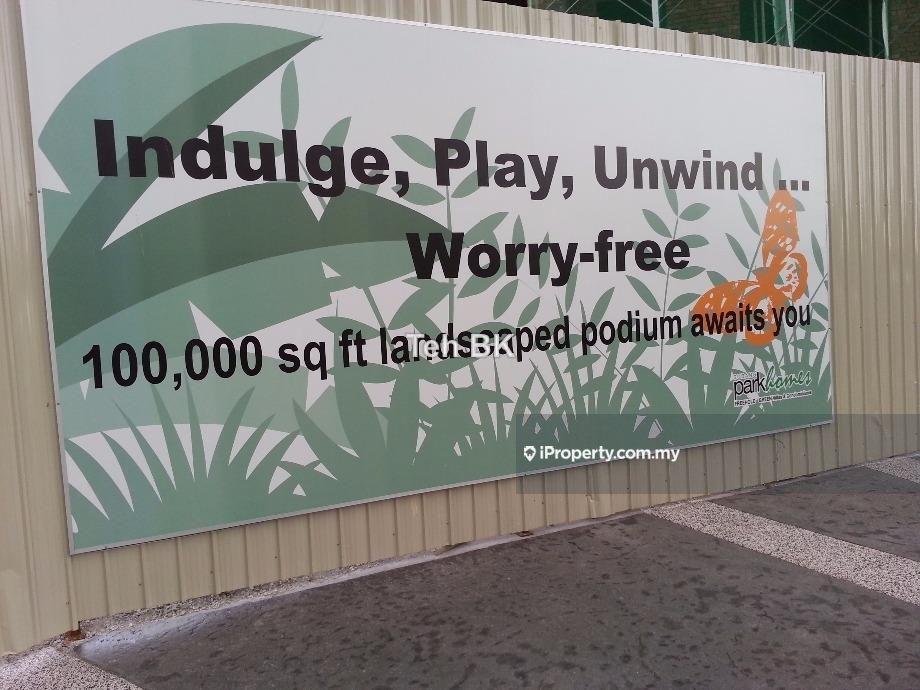 Indulge, Play, Unwind ...
Worry-free
100,000 sq ft landscaped podium awaits you
Teh BK
parkhomes
iProperty.com.my